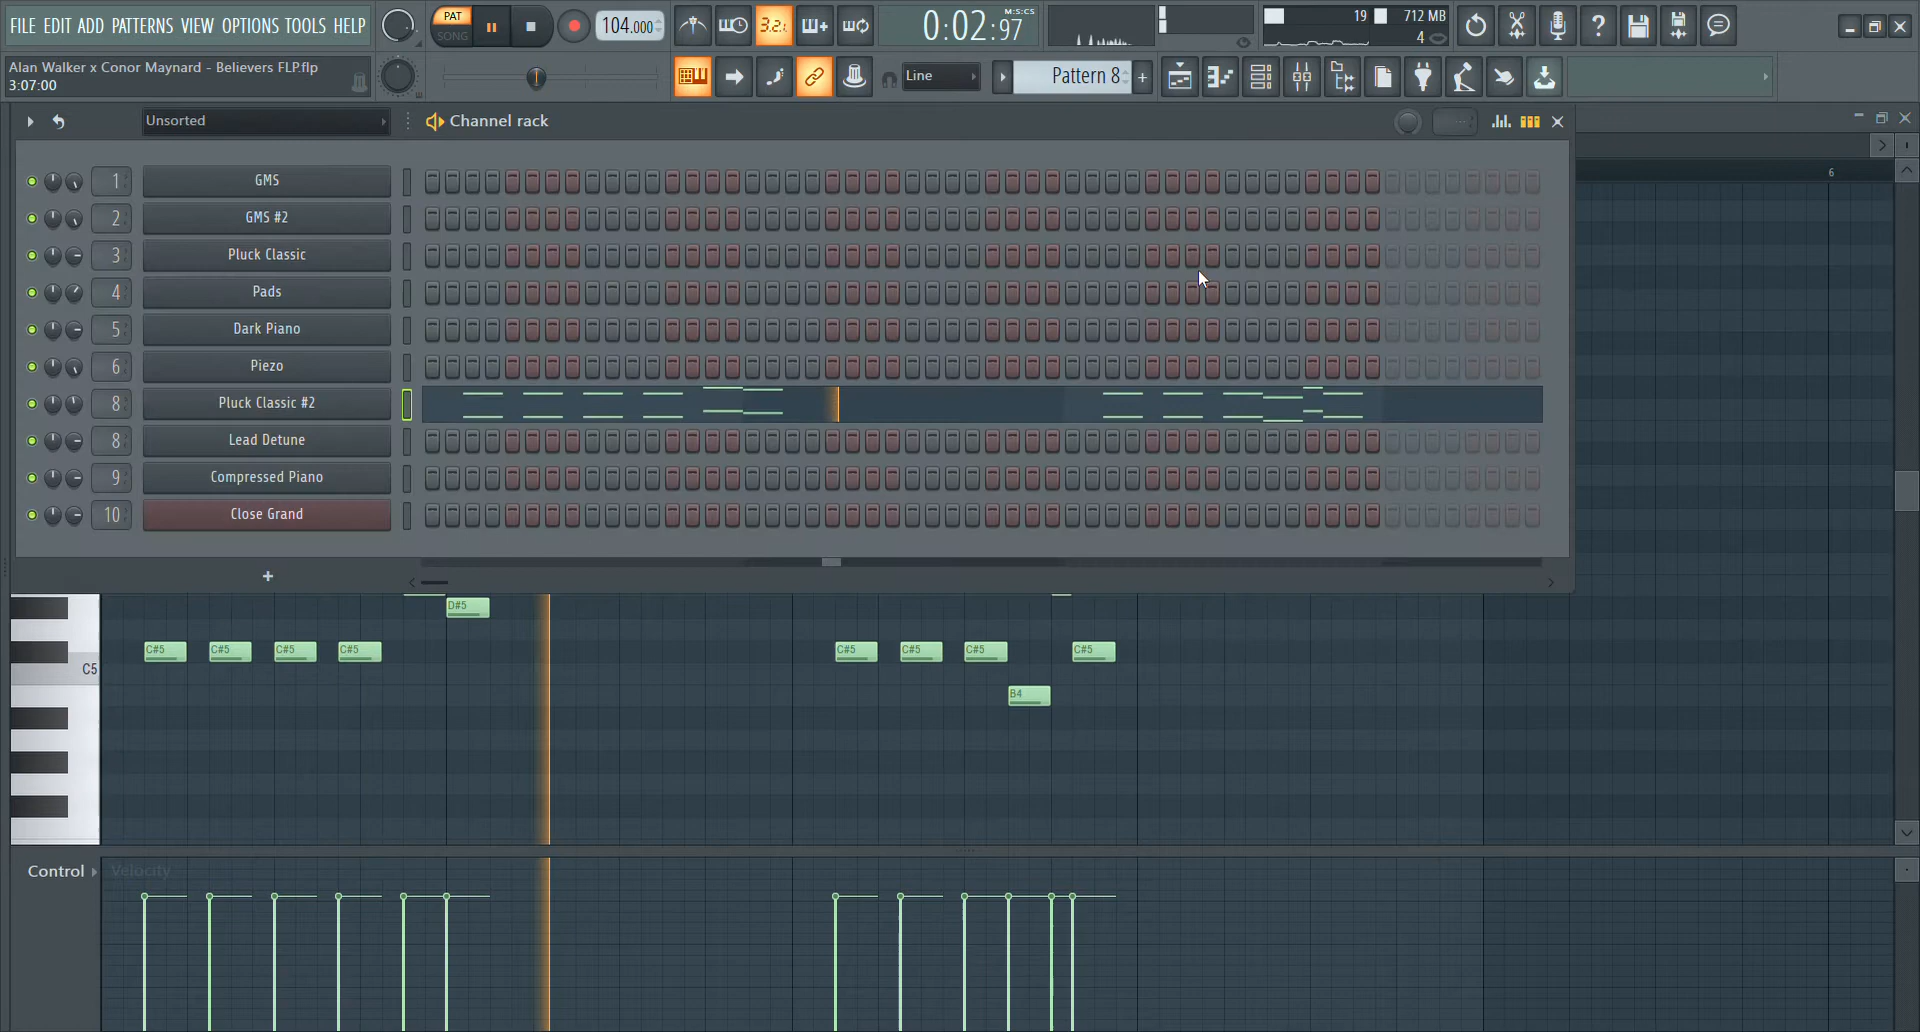 FILE EDIT ADD PATTERNS VIEW OPTIONS TOOLS HELP
PAT
SONG
104.000
3.2.
0:02:97
M:S:CS
19
712 MB
4
Alan Walker x Conor Maynard - Believers FLP.flp
3:07:00
Line
Pattern 8
+
Unsorted
Channel rack
6
1 GMS
2 GMS #2
3 Pluck Classic
4 Pads
5 Dark Piano
6 Piezo
8 Pluck Classic #2
8 Lead Detune
9 Compressed Piano
10 Close Grand
+
D#5
C#5 C#5 C#5 C#5 C#5 C#5 C#5 C#5
C5
B4
Control
Velocity